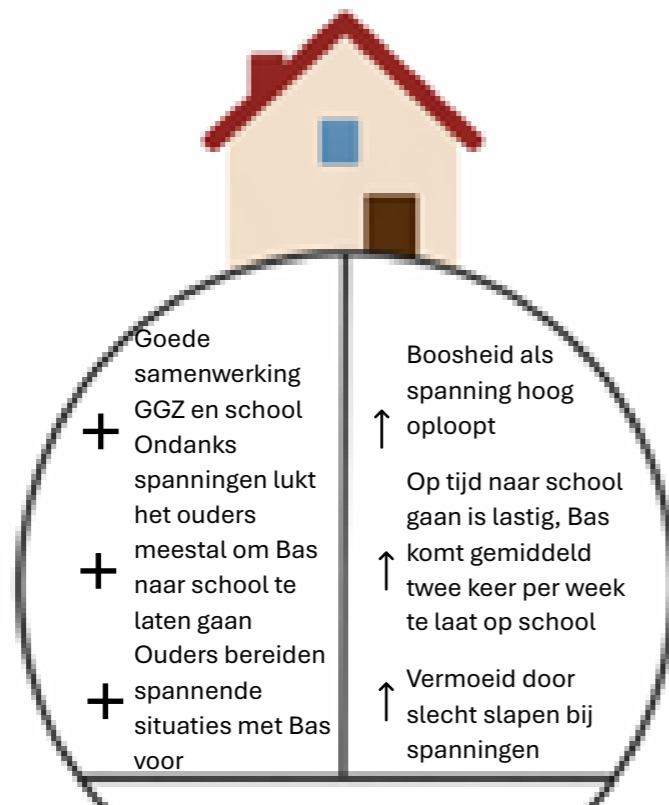 Goede
samenwerking
GGZ en school
Ondanks
spanningen lukt
het ouders
meestal om Bas
naar school te
laten gaan
Ouders bereiden
spannende
situaties met Bas
voor
Boosheid als
spanning hoog
oploopt
Op tijd naar school
gaan is lastig, Bas
komt gemiddeld
twee keer per week
te laat op school
Vermoeid door
slecht slapen bij
spanningen